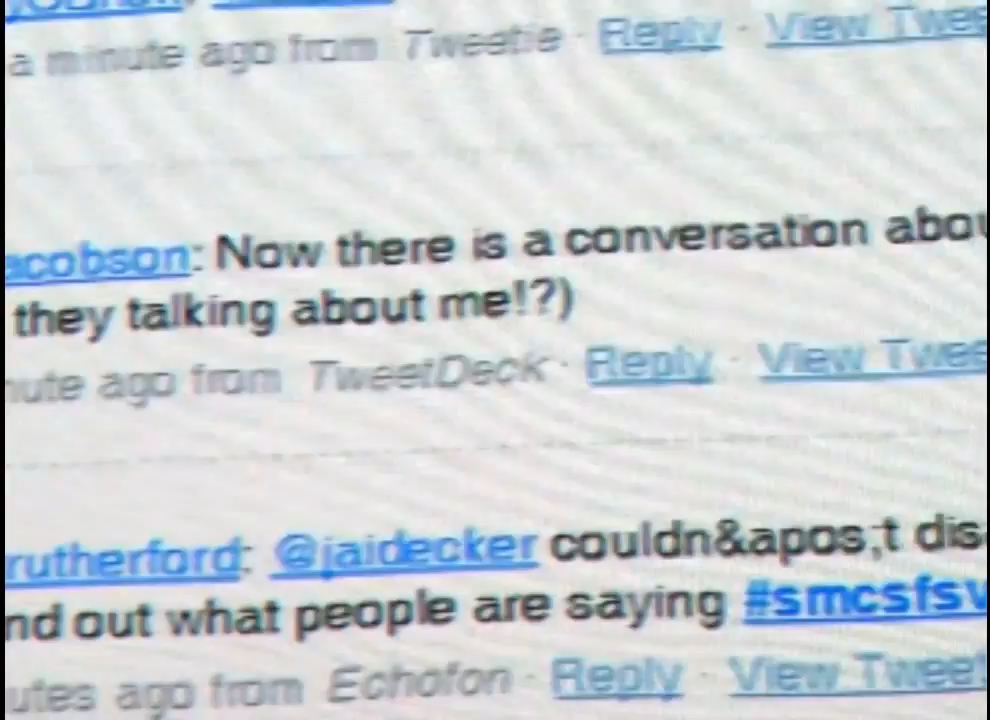 a minute ago from Tweetie · Reply · View Twee
acobson: Now there is a conversation abou
they talking about me!?)
nute ago from TweetDeck · Reply · View Twee
rutherford: @jaidecker couldn&apos;t dis
nd out what people are saying #smcsfsv
utes ago from Echofon · Reply · View Tweet